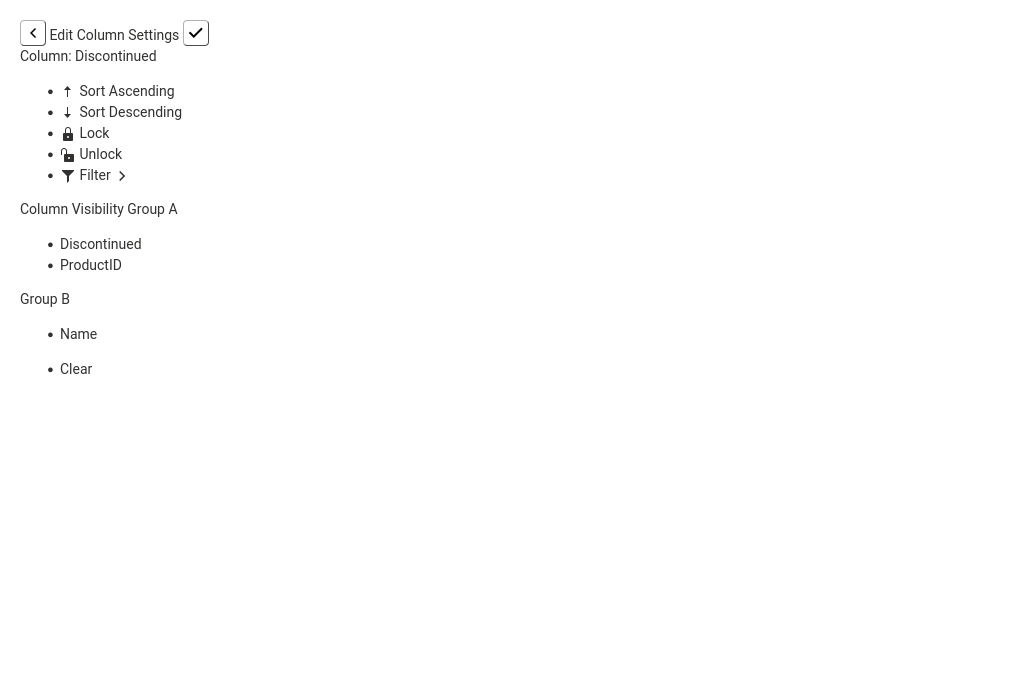 Edit Column Settings
Column: Discontinued
Sort Ascending
Sort Descending
Lock
Unlock
Filter
Column Visibility Group A
Discontinued
ProductID
Group B
Name
Clear